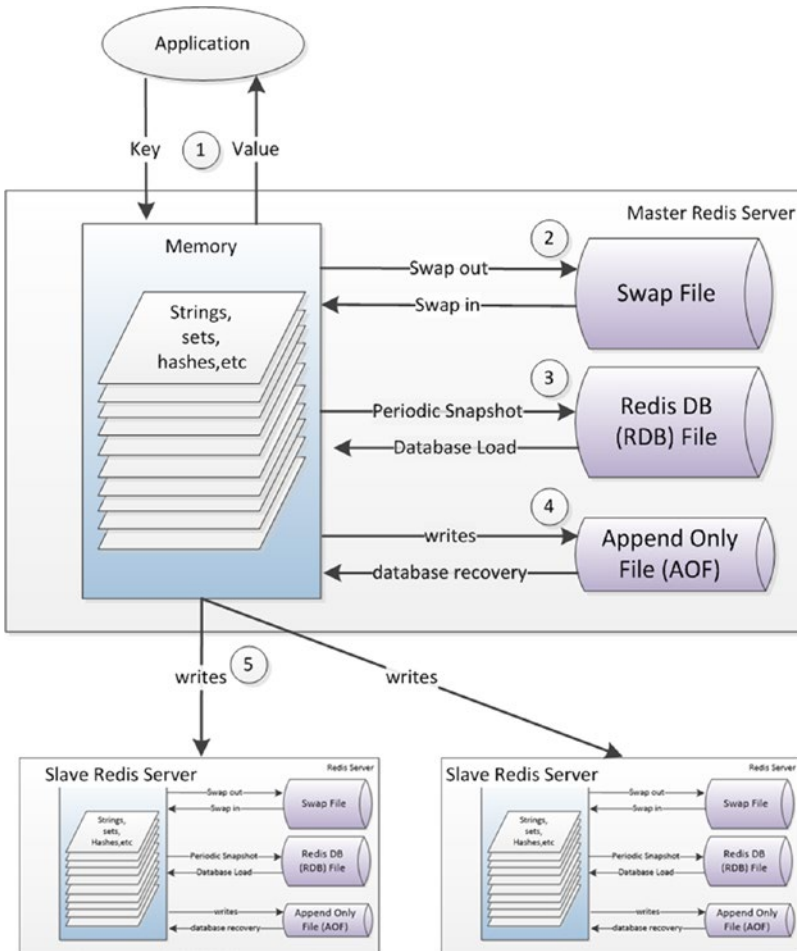 Application
Key
1
Value
Master Redis Server
Memory
2
Swap out
Swap in
Swap File
Strings,
sets,
hashes,etc
3
Periodic Snapshot
Database Load
Redis DB
(RDB) File
4
writes
database recovery
Append Only
File (AOF)
5
writes
writes
Redis Server
Slave Redis Server
Swap out
Swap in
Swap File
Strings,
sets,
Hashes,etc
Periodic Snapshot
Database Load
Redis DB
(RDB) File
writes
database recovery
Append Only
File (AOF)
Redis Server
Slave Redis Server
Swap out
Swap in
Swap File
Strings,
sets,
Hashes,etc
Periodic Snapshot
Database Load
Redis DB
(RDB) File
writes
database recovery
Append Only
File (AOF)